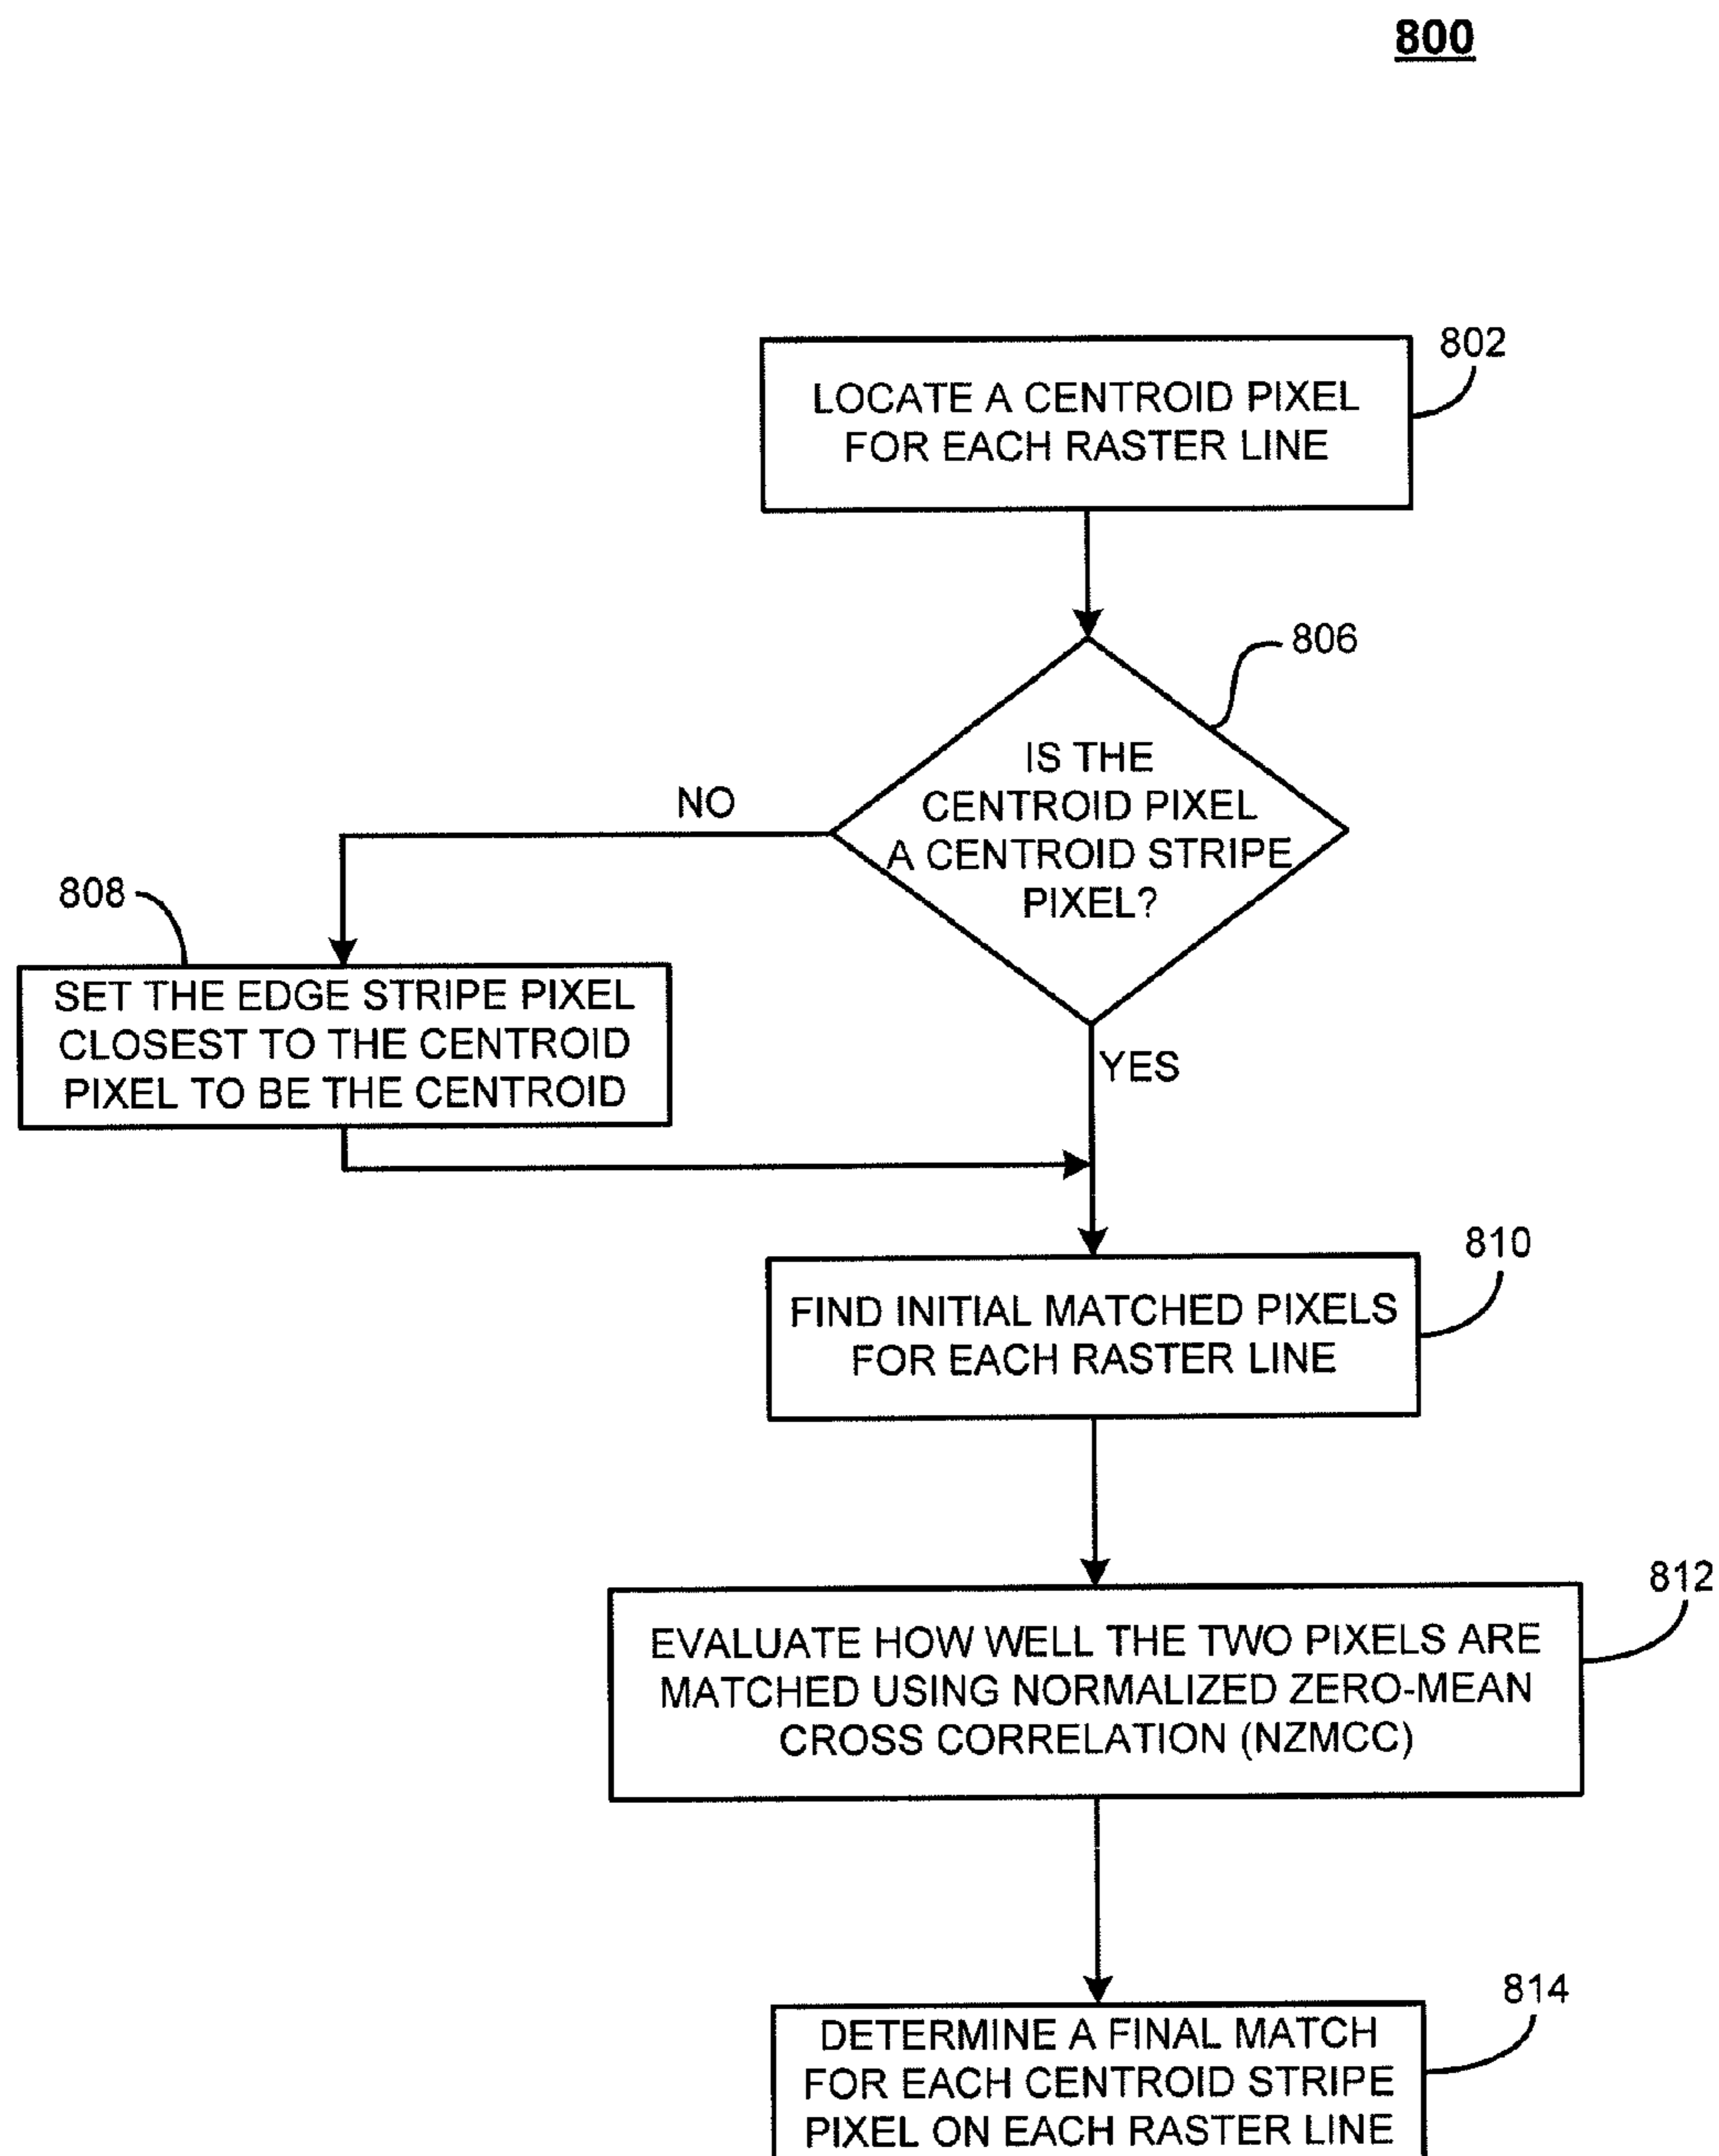 800
802
LOCATE A CENTROID PIXEL
FOR EACH RASTER LINE
806
IS THE
CENTROID PIXEL
A CENTROID STRIPE
PIXEL?
NO
808
SET THE EDGE STRIPE PIXEL
CLOSEST TO THE CENTROID
PIXEL TO BE THE CENTROID
YES
810
FIND INITIAL MATCHED PIXELS
FOR EACH RASTER LINE
812
EVALUATE HOW WELL THE TWO PIXELS ARE
MATCHED USING NORMALIZED ZERO-MEAN
CROSS CORRELATION (NZMCC)
814
DETERMINE A FINAL MATCH
FOR EACH CENTROID STRIPE
PIXEL ON EACH RASTER LINE